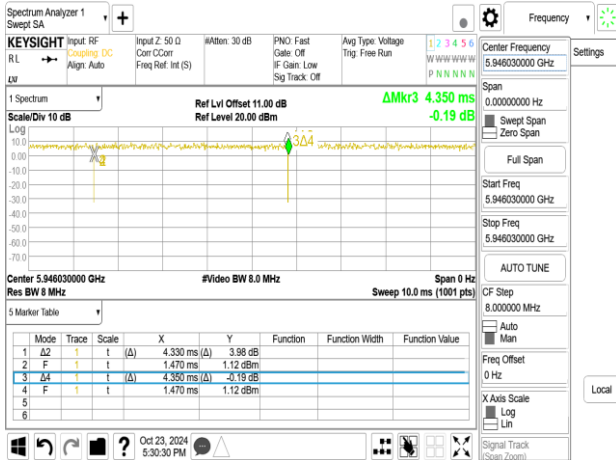 Spectrum Analyzer 1
Swept SA
Frequency
KEYSIGHT
RL
Input: RF
Coupling: DC
Align: Auto
Input Z: 50 Ω
Corr CCorr
Freq Ref: Int (S)
#Atten: 30 dB
PNO: Fast
Gate: Off
IF Gain: Low
Sig Track: Off
Avg Type: Voltage
Trig: Free Run
1 2 3 4 5 6
W W W W W W
P N N N N N
1 Spectrum
Scale/Div 10 dB
Ref Lvl Offset 11.00 dB
Ref Level 20.00 dBm
ΔMkr3 4.350 ms
-0.19 dB
Log
10.0
0.00
-10.0
-20.0
-30.0
-40.0
-50.0
-60.0
-70.0
3Δ4
Center 5.946030000 GHz
Res BW 8 MHz
#Video BW 8.0 MHz
Span 0 Hz
Sweep 10.0 ms (1001 pts)
5 Marker Table
Mode Trace Scale X Y Function Function Width Function Value
1 Δ2 1 t (Δ) 4.330 ms (Δ) 3.98 dB
2 F 1 t 1.470 ms 1.12 dBm
3 Δ4 1 t (Δ) 4.350 ms (Δ) -0.19 dB
4 F 1 t 1.470 ms 1.12 dBm
5
6
Oct 23, 2024
5:30:30 PM
Center Frequency
5.946030000 GHz
Settings
Span
0.00000000 Hz
Swept Span
Zero Span
Full Span
Start Freq
5.946030000 GHz
Stop Freq
5.946030000 GHz
AUTO TUNE
CF Step
8.000000 MHz
Auto
Man
Freq Offset
0 Hz
X Axis Scale
Log
Lin
Local
Signal Track
(Span Zoom)